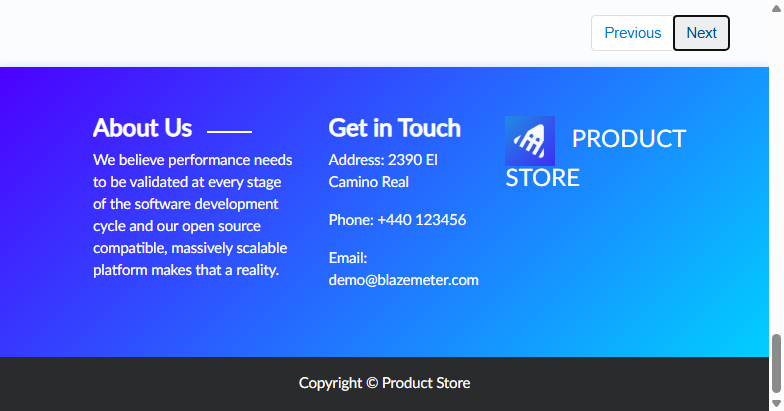 Previous Next
About Us
We believe performance needs
to be validated at every stage
of the software development
cycle and our open source
compatible, massively scalable
platform makes that a reality.
Get in Touch
Address: 2390 El
Camino Real
Phone: +440 123456
Email:
demo@blazemeter.com
PRODUCT
STORE
Copyright © Product Store